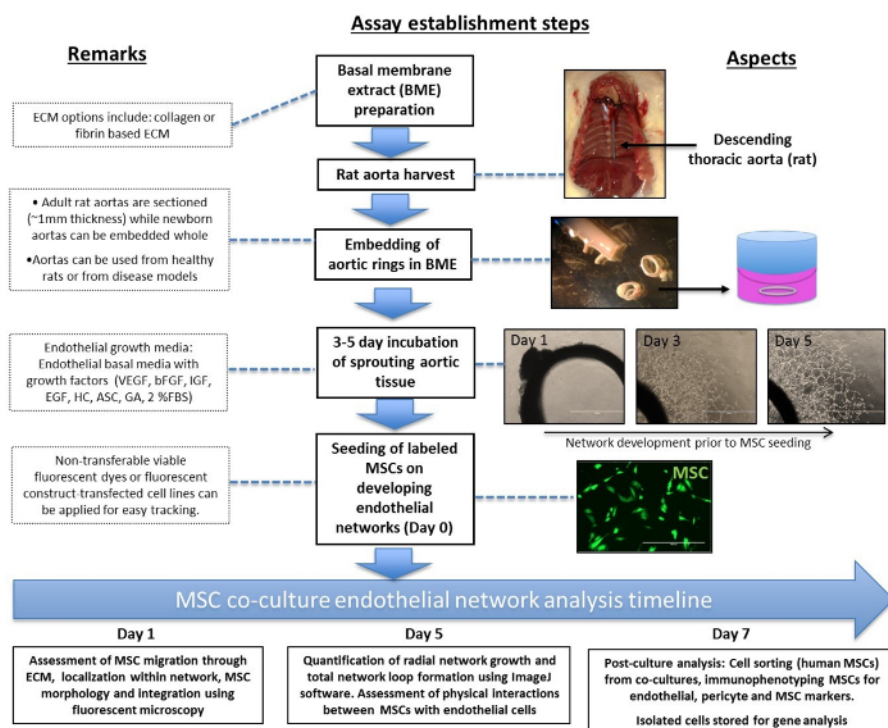 Assay establishment steps
Remarks
Aspects
Basal membrane
extract (BME)
preparation
ECM options include: collagen or
fibrin based ECM
Descending
thoracic aorta (rat)
Rat aorta harvest
• Adult rat aortas are sectioned
(~1mm thickness) while newborn
aortas can be embedded whole
•Aortas can be used from healthy
rats or from disease models
Embedding of
aortic rings in BME
Endothelial growth media:
Endothelial basal media with
growth factors (VEGF, bFGF, IGF,
EGF, HC, ASC, GA, 2 %FBS)
3-5 day incubation
of sprouting aortic
tissue
Day 1
Day 3
Day 5
Network development prior to MSC seeding
Non-transferable viable
fluorescent dyes or fluorescent
construct-transfected cell lines can
be applied for easy tracking.
Seeding of labeled
MSCs on
developing
endothelial
networks (Day 0)
MSC
MSC co-culture endothelial network analysis timeline
Day 1
Day 5
Day 7
Assessment of MSC migration through
ECM, localization within network, MSC
morphology and integration using
fluorescent microscopy
Quantification of radial network growth and
total network loop formation using ImageJ
software. Assessment of physical interactions
between MSCs with endothelial cells
Post-culture analysis: Cell sorting (human MSCs)
from co-cultures, immunophenotyping MSCs for
endothelial, pericyte and MSC markers.
Isolated cells stored for gene analysis